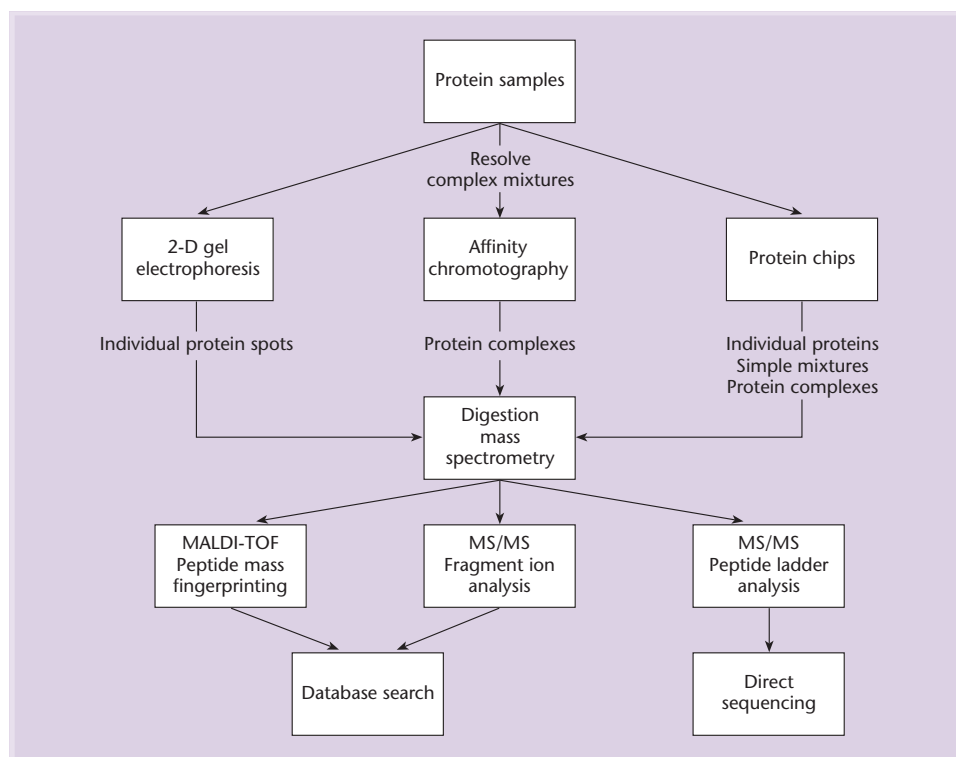 Protein samples
Resolve
complex mixtures
2-D gel
electrophoresis
Affinity
chromotography
Protein chips
Individual protein spots
Protein complexes
Individual proteins
Simple mixtures
Protein complexes
Digestion
mass
spectrometry
MALDI-TOF
Peptide mass
fingerprinting
MS/MS
Fragment ion
analysis
MS/MS
Peptide ladder
analysis
Database search
Direct
sequencing